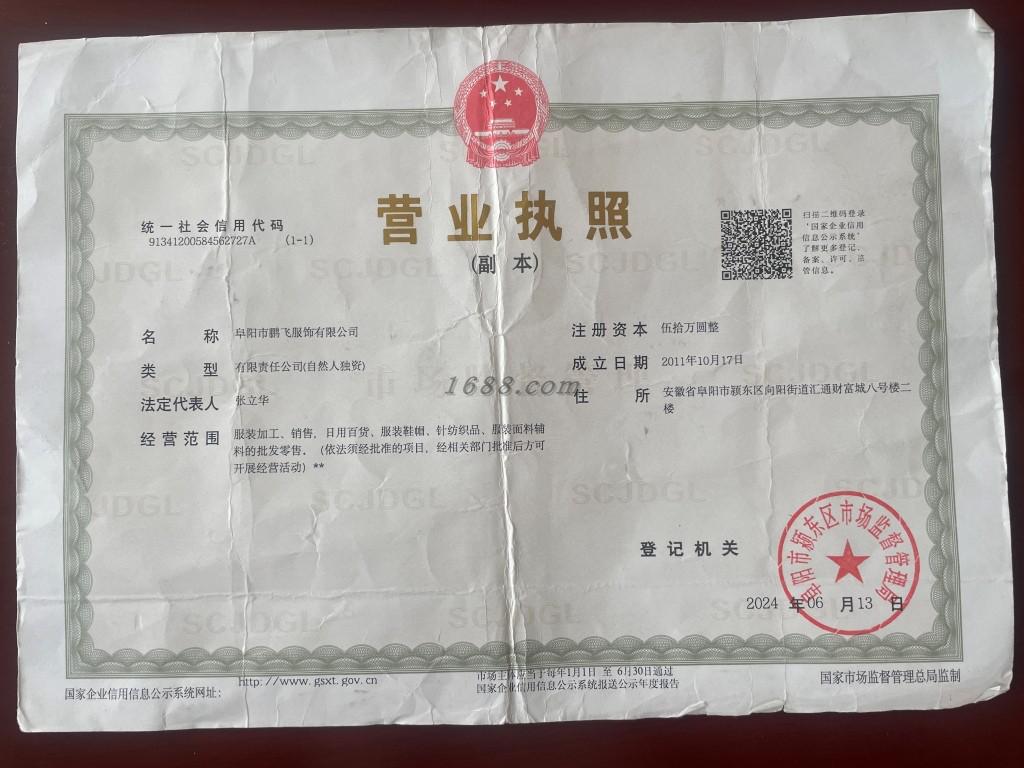 营业执照
(副 本)
统一社会信用代码
91341200584562727A (1-1)
扫描二维码登录
‘国家企业信用
信息公示系统’
了解更多登记、
备案、许可、监
管信息。
名 称 阜阳市鹏飞服饰有限公司
类 型 有限责任公司(自然人独资)
法定代表人 张立华
经营范围 服装加工、销售，日用百货、服装鞋帽、针纺织品、服装面料辅
料的批发零售。（依法须经批准的项目，经相关部门批准后方可
开展经营活动）**
注册资本 伍拾万圆整
成立日期 2011年10月17日
住 所 安徽省阜阳市颍东区向阳街道汇通财富城八号楼二
楼
1688.com
登记机关
阜阳市颍东区市场监督管理局
2024 年 06 月 13 日
国家企业信用信息公示系统网址：
http://www.gsxt.gov.cn
市场主体应当于每年1月1日 至 6月30日通过
国家企业信用信息公示系统报送公示年度报告
国家市场监督管理总局监制
SCJDGL
SCJDGL
SCJDGL
SCJDGL
SCJDGL
SCJDGL
SCJDGL
SCJDGL
SCJDGL